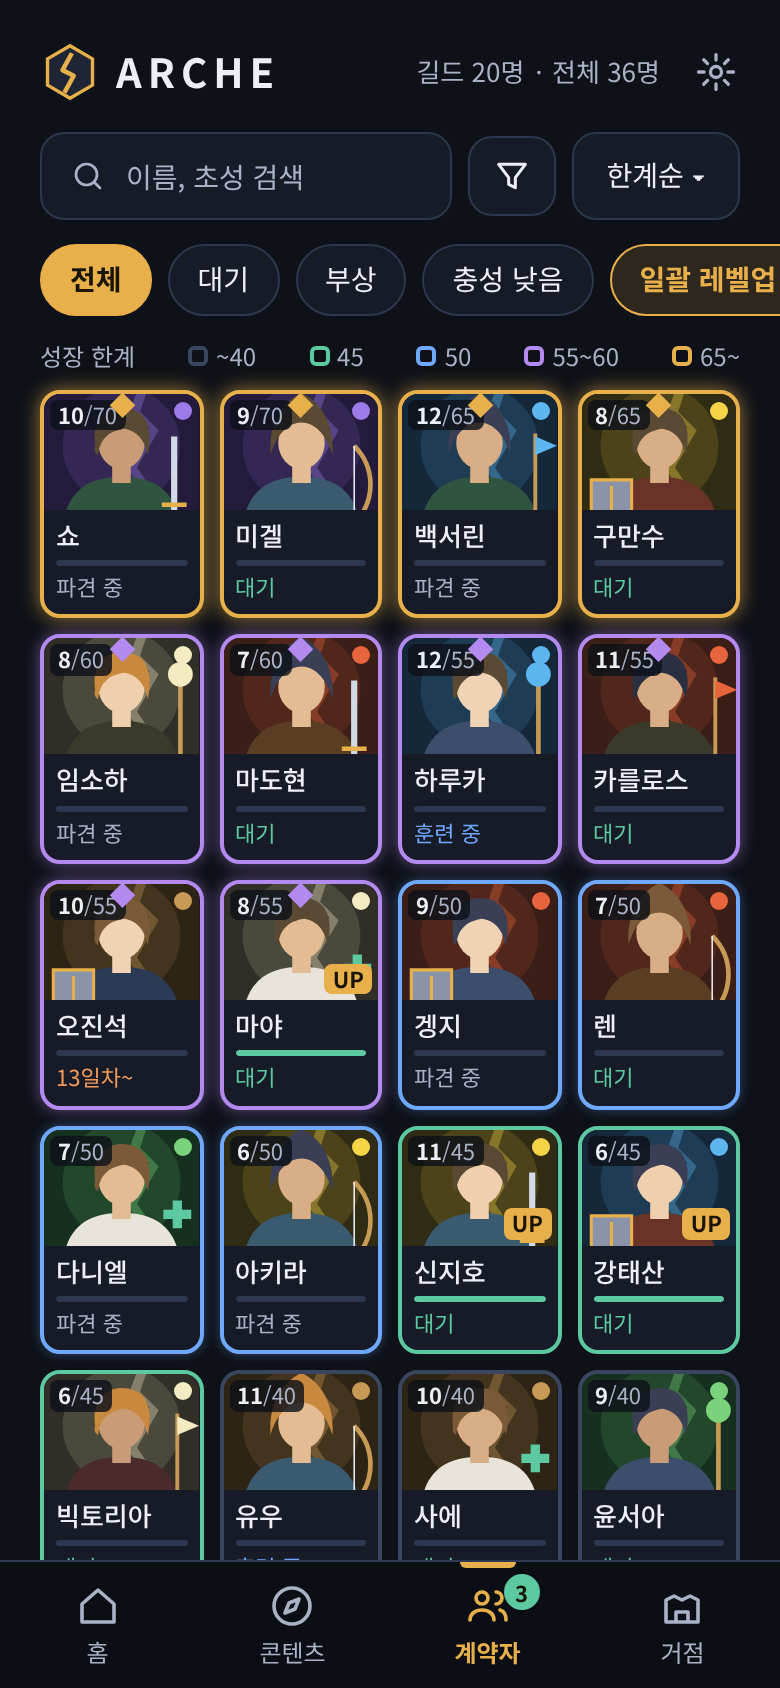 ARCHE
길드 20명 · 전체 36명
이름, 초성 검색
한계순
전체 대기 부상 충성 낮음 일괄 레벨업
성장 한계 ~40 45 50 55~60 65~
10/70 9/70 12/65 8/65
쇼 미겔 백서린 구만수
파견 중 대기 파견 중 대기
8/60 7/60 12/55 11/55
임소하 마도현 하루카 카를로스
파견 중 대기 훈련 중 대기
10/55 8/55 9/50 7/50
UP
오진석 마야 겡지 렌
13일차~ 대기 파견 중 대기
7/50 6/50 11/45 6/45
UP UP
다니엘 아키라 신지호 강태산
파견 중 파견 중 대기 대기
6/45 11/40 10/40 9/40
빅토리아 유우 사에 윤서아
3
홈 콘텐츠 계약자 거점